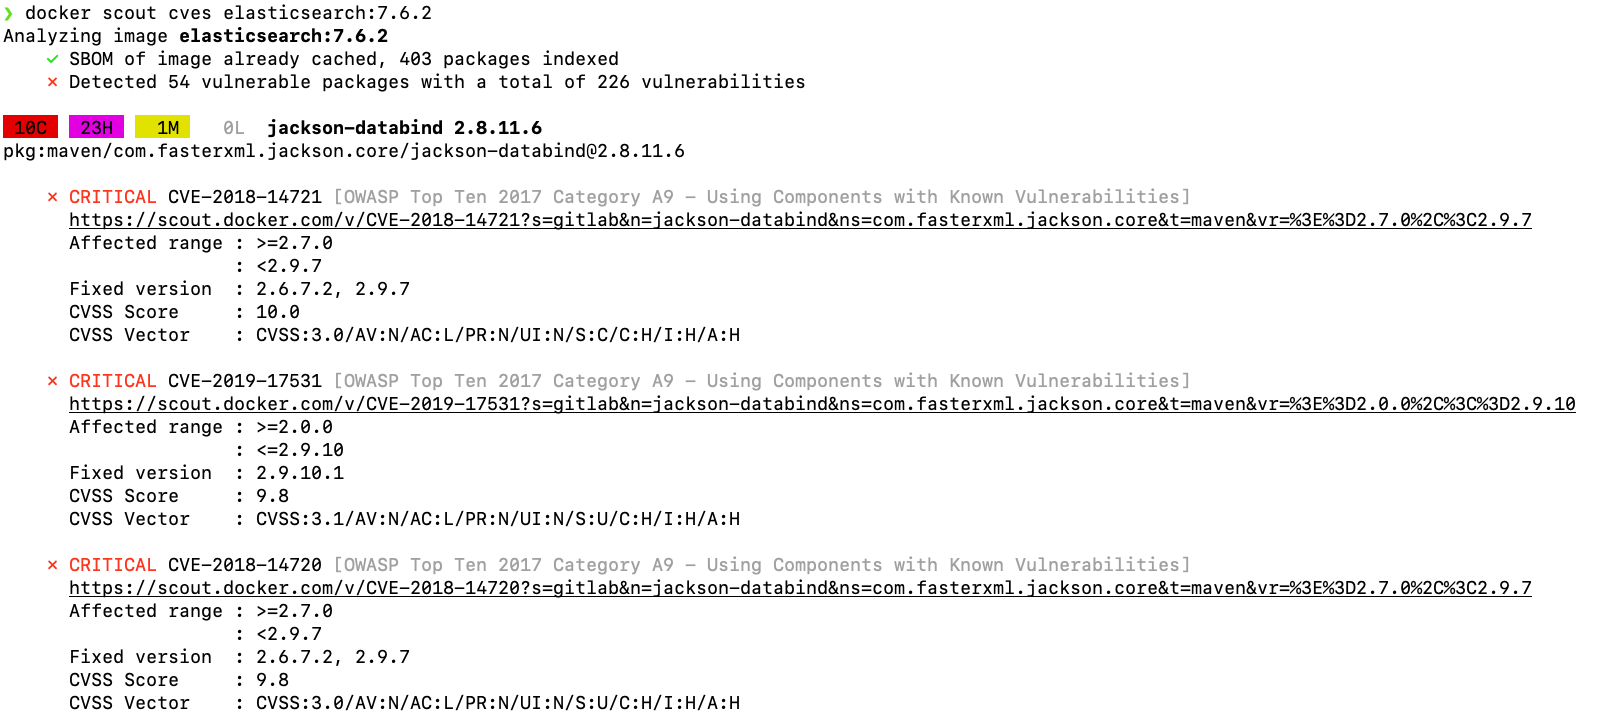 ❯ docker scout cves elasticsearch:7.6.2
Analyzing image elasticsearch:7.6.2
✓ SBOM of image already cached, 403 packages indexed
× Detected 54 vulnerable packages with a total of 226 vulnerabilities
10C 23H 1M 0L jackson-databind 2.8.11.6
pkg:maven/com.fasterxml.jackson.core/jackson-databind@2.8.11.6
× CRITICAL CVE-2018-14721 [OWASP Top Ten 2017 Category A9 - Using Components with Known Vulnerabilities]
https://scout.docker.com/v/CVE-2018-14721?s=gitlab&n=jackson-databind&ns=com.fasterxml.jackson.core&t=maven&vr=%3E%3D2.7.0%2C%3C2.9.7
Affected range : >=2.7.0
: <2.9.7
Fixed version : 2.6.7.2, 2.9.7
CVSS Score : 10.0
CVSS Vector : CVSS:3.0/AV:N/AC:L/PR:N/UI:N/S:C/C:H/I:H/A:H
× CRITICAL CVE-2019-17531 [OWASP Top Ten 2017 Category A9 - Using Components with Known Vulnerabilities]
https://scout.docker.com/v/CVE-2019-17531?s=gitlab&n=jackson-databind&ns=com.fasterxml.jackson.core&t=maven&vr=%3E%3D2.0.0%2C%3C%3D2.9.10
Affected range : >=2.0.0
: <=2.9.10
Fixed version : 2.9.10.1
CVSS Score : 9.8
CVSS Vector : CVSS:3.1/AV:N/AC:L/PR:N/UI:N/S:U/C:H/I:H/A:H
× CRITICAL CVE-2018-14720 [OWASP Top Ten 2017 Category A9 - Using Components with Known Vulnerabilities]
https://scout.docker.com/v/CVE-2018-14720?s=gitlab&n=jackson-databind&ns=com.fasterxml.jackson.core&t=maven&vr=%3E%3D2.7.0%2C%3C2.9.7
Affected range : >=2.7.0
: <2.9.7
Fixed version : 2.6.7.2, 2.9.7
CVSS Score : 9.8
CVSS Vector : CVSS:3.0/AV:N/AC:L/PR:N/UI:N/S:U/C:H/I:H/A:H